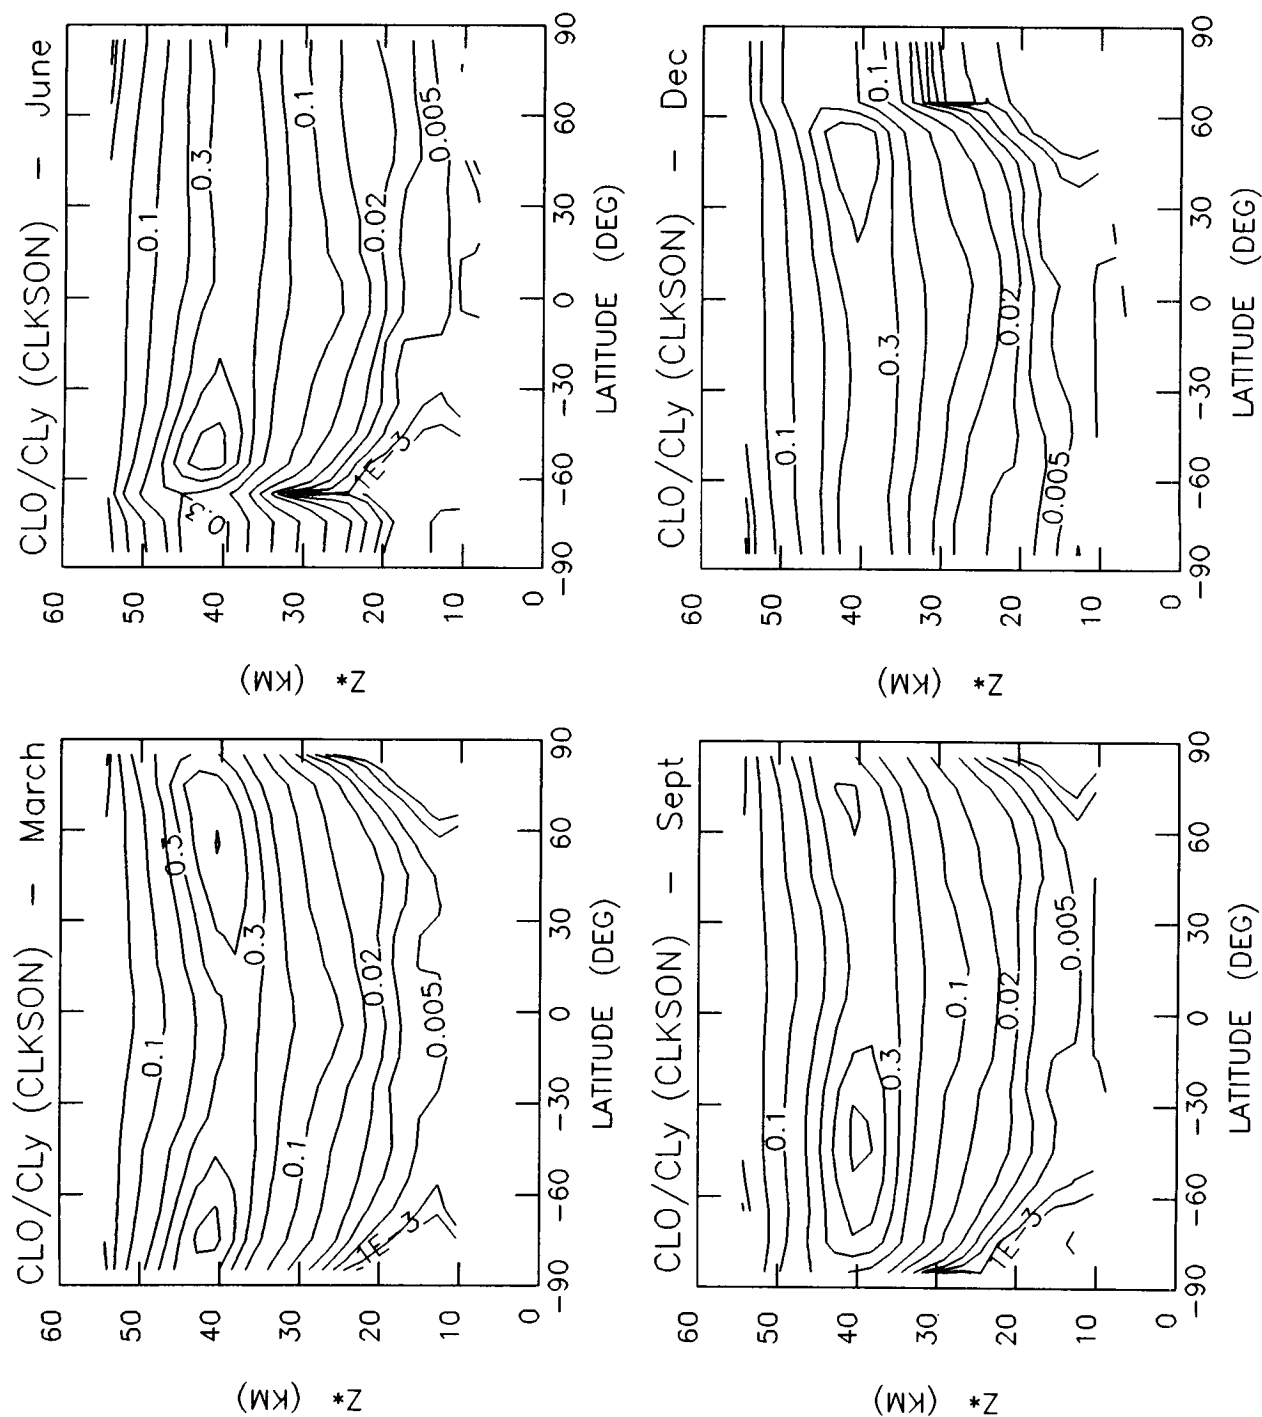 CLO/CLy (CLKSON) — March
60
50
40
30
20
10
0
Z*
(KM)
0.1
0.3
0.3
0.1
0.02
0.005
1E-3
-90 -60 -30 0 30 60 90
LATITUDE (DEG)
CLO/CLy (CLKSON) — June
60
50
40
30
20
10
0
Z*
(KM)
0.1
0.3
0.3
0.1
0.02
0.005
1E-3
-90 -60 -30 0 30 60 90
LATITUDE (DEG)
CLO/CLy (CLKSON) — Sept
60
50
40
30
20
10
0
Z*
(KM)
0.1
0.3
0.1
0.02
0.005
1E-3
-90 -60 -30 0 30 60 90
LATITUDE (DEG)
CLO/CLy (CLKSON) — Dec
60
50
40
30
20
10
0
Z*
(KM)
0.1
0.1
0.3
0.02
0.005
-90 -60 -30 0 30 60 90
LATITUDE (DEG)